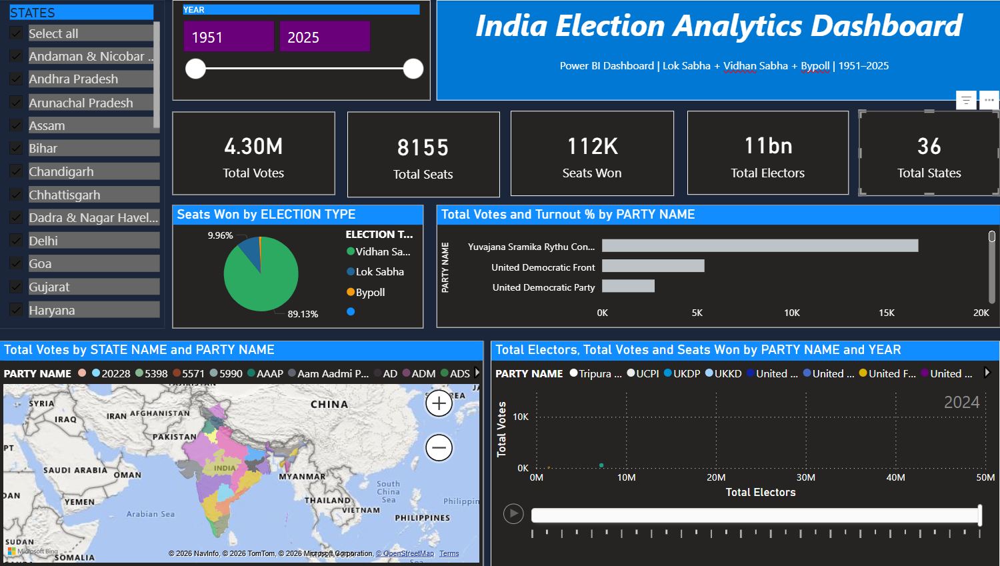 STATES
Select all
Andaman & Nicobar ..
Andhra Pradesh
Arunachal Pradesh
Assam
Bihar
Chandigarh
Chhattisgarh
Dadra & Nagar Havel...
Delhi
Goa
Gujarat
Haryana
YEAR
1951 2025
India Election Analytics Dashboard
Power BI Dashboard | Lok Sabha + Vidhan Sabha + Bypoll | 1951–2025
4.30M
Total Votes
8155
Total Seats
112K
Seats Won
11bn
Total Electors
36
Total States
Seats Won by ELECTION TYPE
9.96%
89.13%
ELECTION T...
Vidhan Sa...
Lok Sabha
Bypoll
Total Votes and Turnout % by PARTY NAME
PARTY NAME
Yuvajana Sramika Rythu Con...
United Democratic Front
United Democratic Party
0K 5K 10K 15K 20K
Total Votes by STATE NAME and PARTY NAME
PARTY NAME 20228 5398 5571 5990 AAAP Aam Aadmi P... AD ADM ADS
SYRIA
IRAQ
IRAN
AFGHANISTAN
CHINA
PAKISTAN
SAUDI ARABIA
OMAN
INDIA
MYANMAR
YEMEN
Arabian Sea
THAILAND
VIETNAM
South
China
Sea
Philippin
PHILIPPINES
SUDAN
SOMALIA
Microsoft Bing
© 2026 NavInfo, © 2026 TomTom, © 2026 Microsoft Corporation, © OpenStreetMap Terms
Total Electors, Total Votes and Seats Won by PARTY NAME and YEAR
PARTY NAME Tripura ... UCPI UKDP UKKD United ... United ... United F... United ...
2024
Total Votes
10K
0K
0M 10M 20M 30M 40M 50M
Total Electors